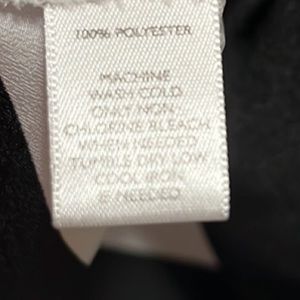 100% POLYESTER
MACHINE
WASH COLD
ONLY NON-
CHLORINE BLEACH
WHEN NEEDED
TUMBLE DRY LOW
COOL IRON
IF NEEDED